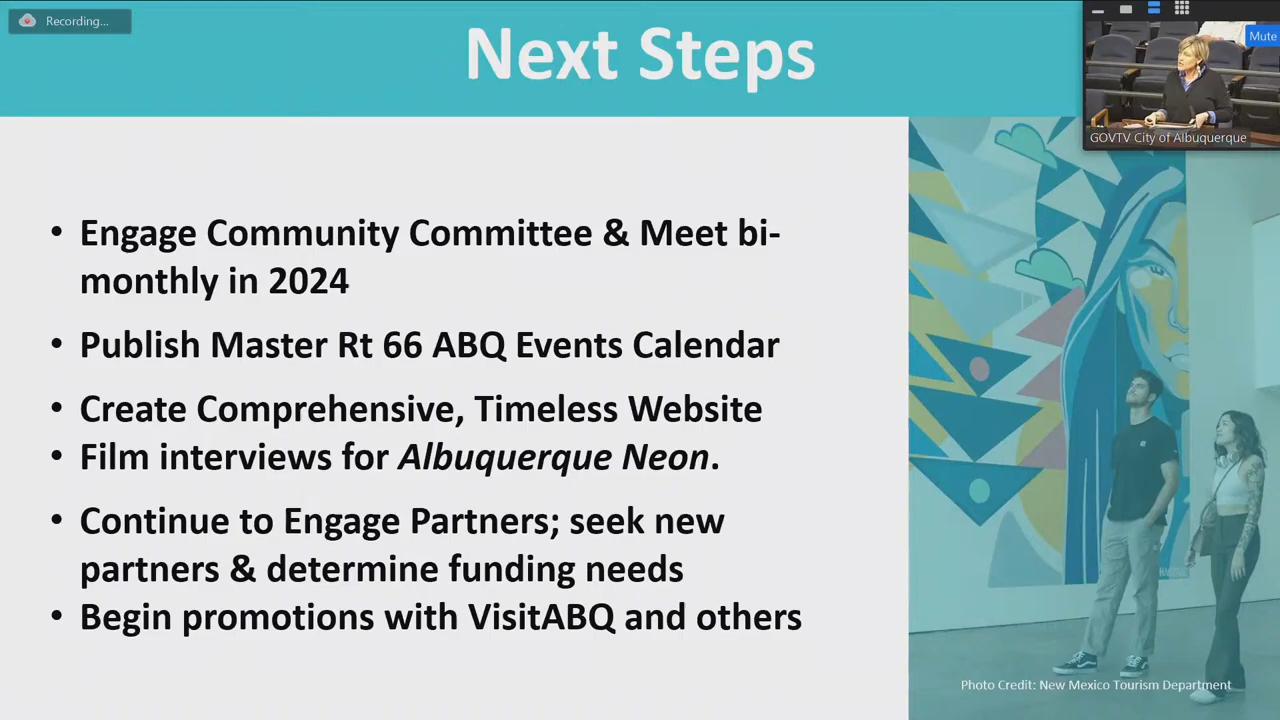 Recording...
Next Steps
Mute
GOVTV City of Albuquerque
• Engage Community Committee & Meet bi-
monthly in 2024
• Publish Master Rt 66 ABQ Events Calendar
• Create Comprehensive, Timeless Website
• Film interviews for Albuquerque Neon.
• Continue to Engage Partners; seek new
partners & determine funding needs
• Begin promotions with VisitABQ and others
Photo Credit: New Mexico Tourism Department